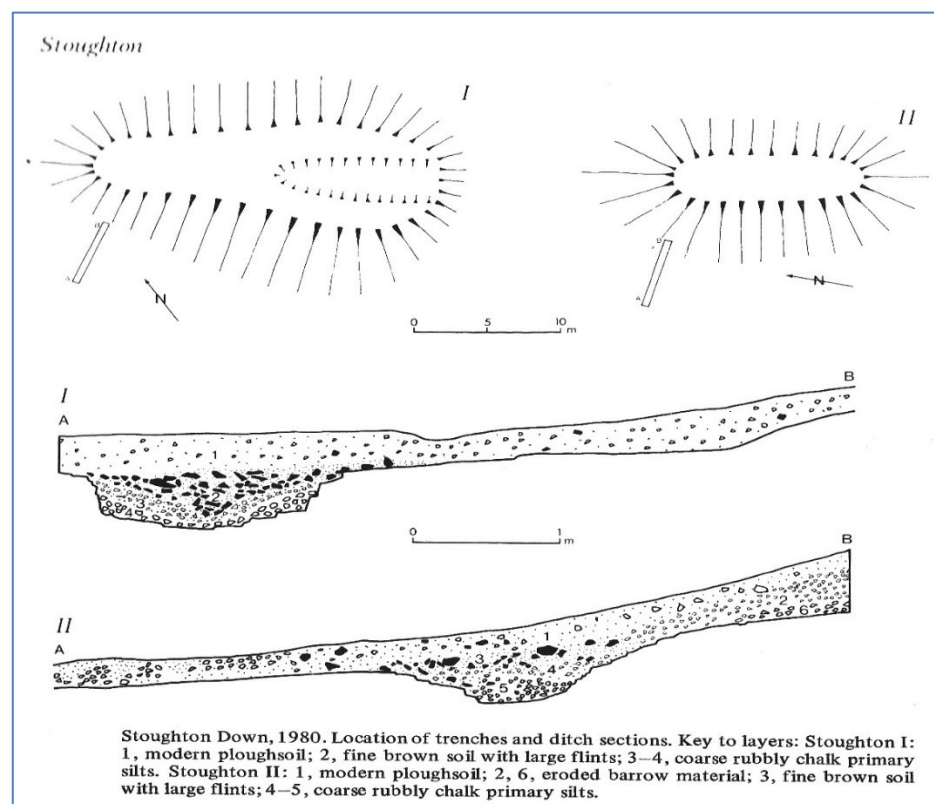 Stoughton
I
II
N
N
0 5 10
m
I
A
B
1
2
3
4
0 1
m
B
II
A
1
2
6
3
4
5
Stoughton Down, 1980. Location of trenches and ditch sections. Key to layers: Stoughton I:
1, modern ploughsoil; 2, fine brown soil with large flints; 3–4, coarse rubbly chalk primary
silts. Stoughton II: 1, modern ploughsoil; 2, 6, eroded barrow material; 3, fine brown soil
with large flints; 4–5, coarse rubbly chalk primary silts.